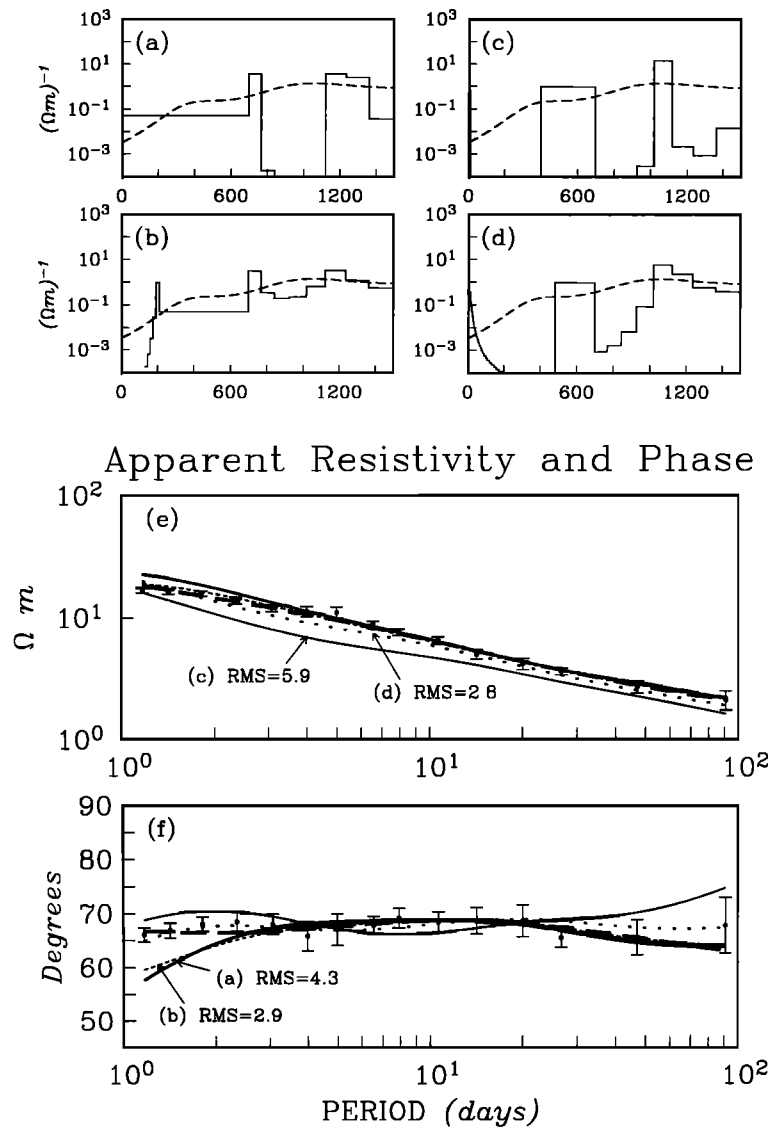 (a) (c)
10³ 10¹ 10⁻¹ 10⁻³
(Ωm)⁻¹
10³ 10¹ 10⁻¹ 10⁻³
0 600 1200
0 600 1200
(b) (d)
10³ 10¹ 10⁻¹ 10⁻³
(Ωm)⁻¹
10³ 10¹ 10⁻¹ 10⁻³
0 600 1200
0 600 1200
Apparent Resistivity and Phase
(e)
10² 10¹ 10⁰
Ω m
(c) RMS=5.9
(d) RMS=2 8
10⁰ 10¹ 10²
(f)
90 80 70 60 50
Degrees
(a) RMS=4.3
(b) RMS=2.9
10⁰ 10¹ 10²
PERIOD (days)